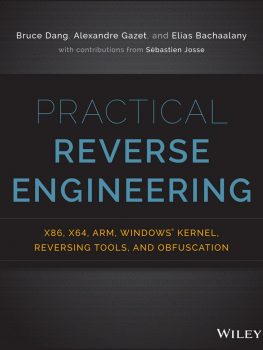 Bruce Dang, Alexandre Gazet, and Elias Bachaalany
with contributions from Sébastien Josse
PRACTICAL
REVERSE
ENGINEERING
X86, X64, ARM, WINDOWS® KERNEL,
REVERSING TOOLS, AND OBFUSCATION
WILEY